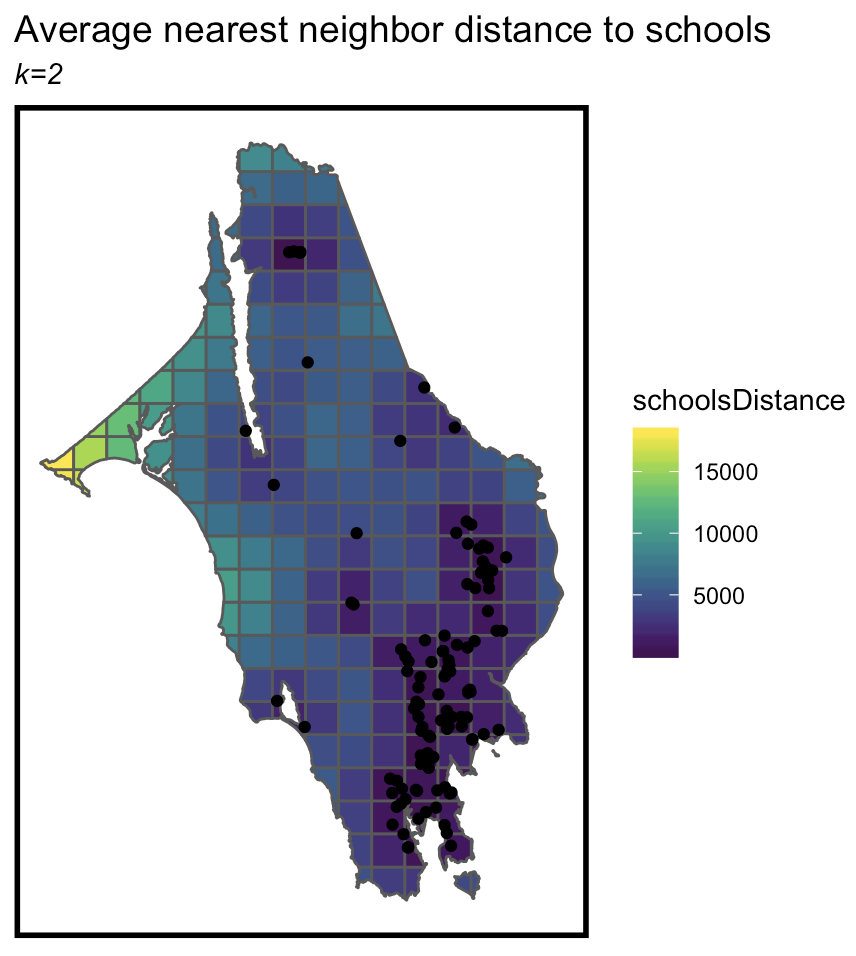 Average nearest neighbor distance to schools
k=2
schoolsDistance
15000
10000
5000